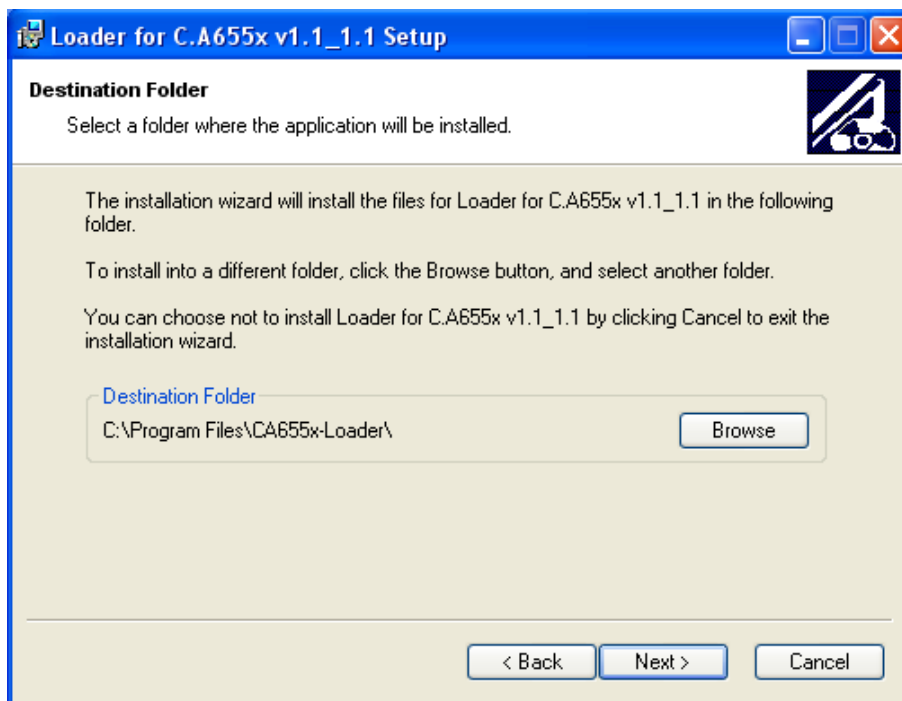 Loader for C.A655x v1.1_1.1 Setup
Destination Folder
Select a folder where the application will be installed.
The installation wizard will install the files for Loader for C.A655x v1.1_1.1 in the following
folder.
To install into a different folder, click the Browse button, and select another folder.
You can choose not to install Loader for C.A655x v1.1_1.1 by clicking Cancel to exit the
installation wizard.
Destination Folder
C:\Program Files\CA655x-Loader\
Browse
< Back
Next >
Cancel